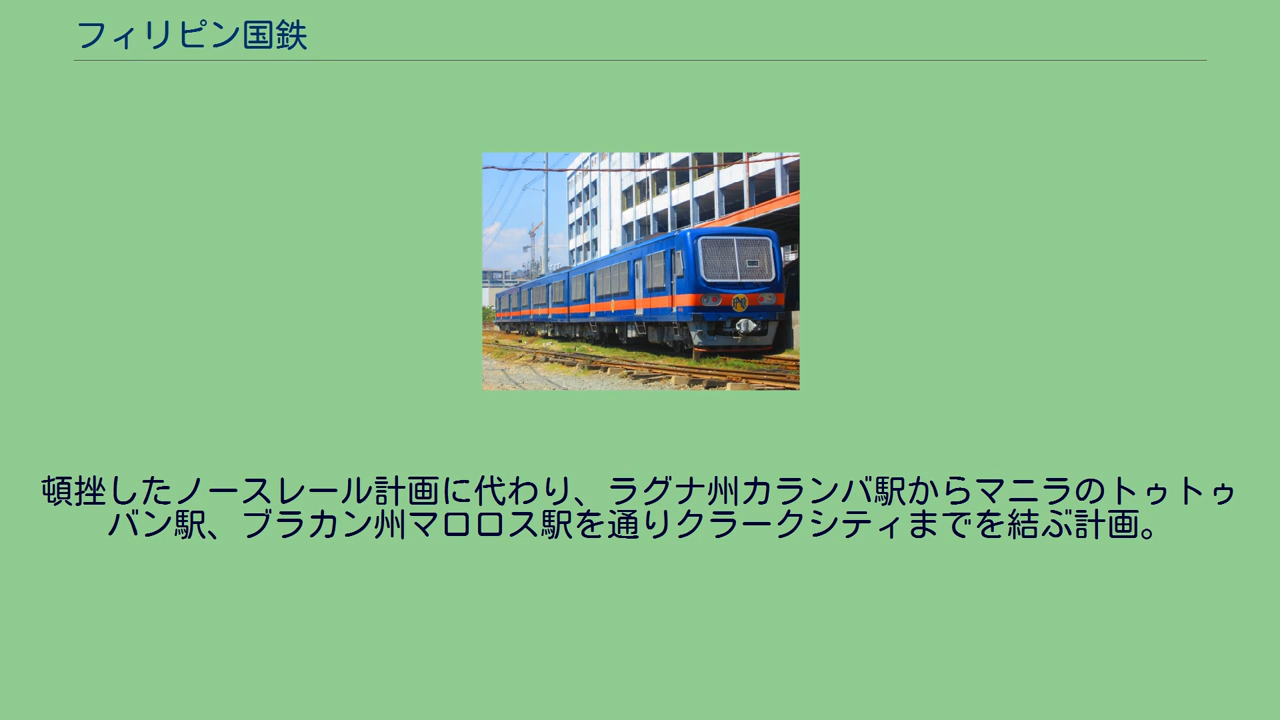 フィリピン国鉄
頓挫したノースレール計画に代わり、ラグナ州カランバ駅からマニラのトゥトゥ
バン駅、ブラカン州マロロス駅を通りクラークシティまでを結ぶ計画。